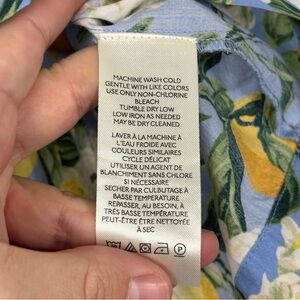 MACHINE WASH COLD
GENTLE WITH LIKE COLORS
USE ONLY NON-CHLORINE
BLEACH
TUMBLE DRY LOW
LOW IRON AS NEEDED
MAY BE DRY CLEANED
LAVER À LA MACHINE À
L'EAU FROIDE AVEC
COULEURS SIMILAIRES
CYCLE DÉLICAT
UTILISER UN AGENT DE
BLANCHIMENT SANS CHLORE
SI NÉCESSAIRE
SECHER PAR CULBUTAGE À
BASSE TEMPÉRATURE
REPASSER, AU BESOIN, À
TRÈS BASSE TEMPÉRATURE
PEUT-ÊTRE ÊTRE NETTOYÉE
À SEC
P